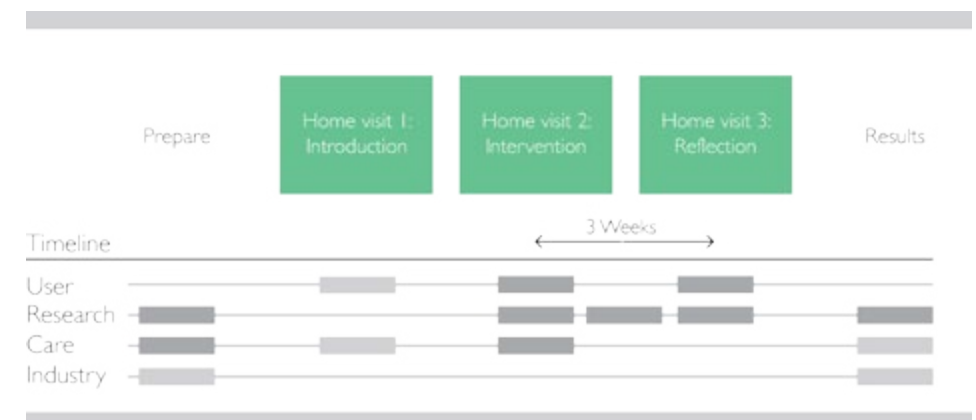 Prepare
Home visit 1:
Introduction
Home visit 2:
Intervention
Home visit 3:
Reflection
Results
3 Weeks
Timeline
User
Research
Care
Industry